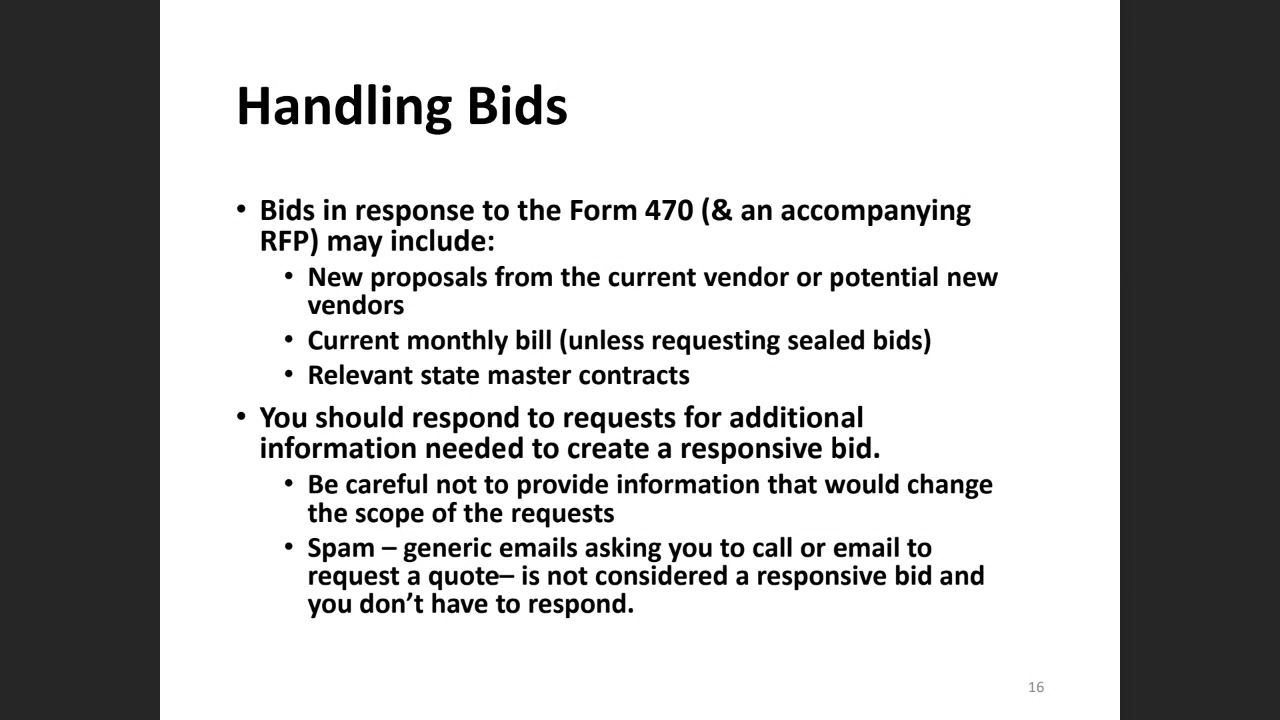 Handling Bids
• Bids in response to the Form 470 (& an accompanying
RFP) may include:
• New proposals from the current vendor or potential new
vendors
• Current monthly bill (unless requesting sealed bids)
• Relevant state master contracts
• You should respond to requests for additional
information needed to create a responsive bid.
• Be careful not to provide information that would change
the scope of the requests
• Spam – generic emails asking you to call or email to
request a quote– is not considered a responsive bid and
you don’t have to respond.
16